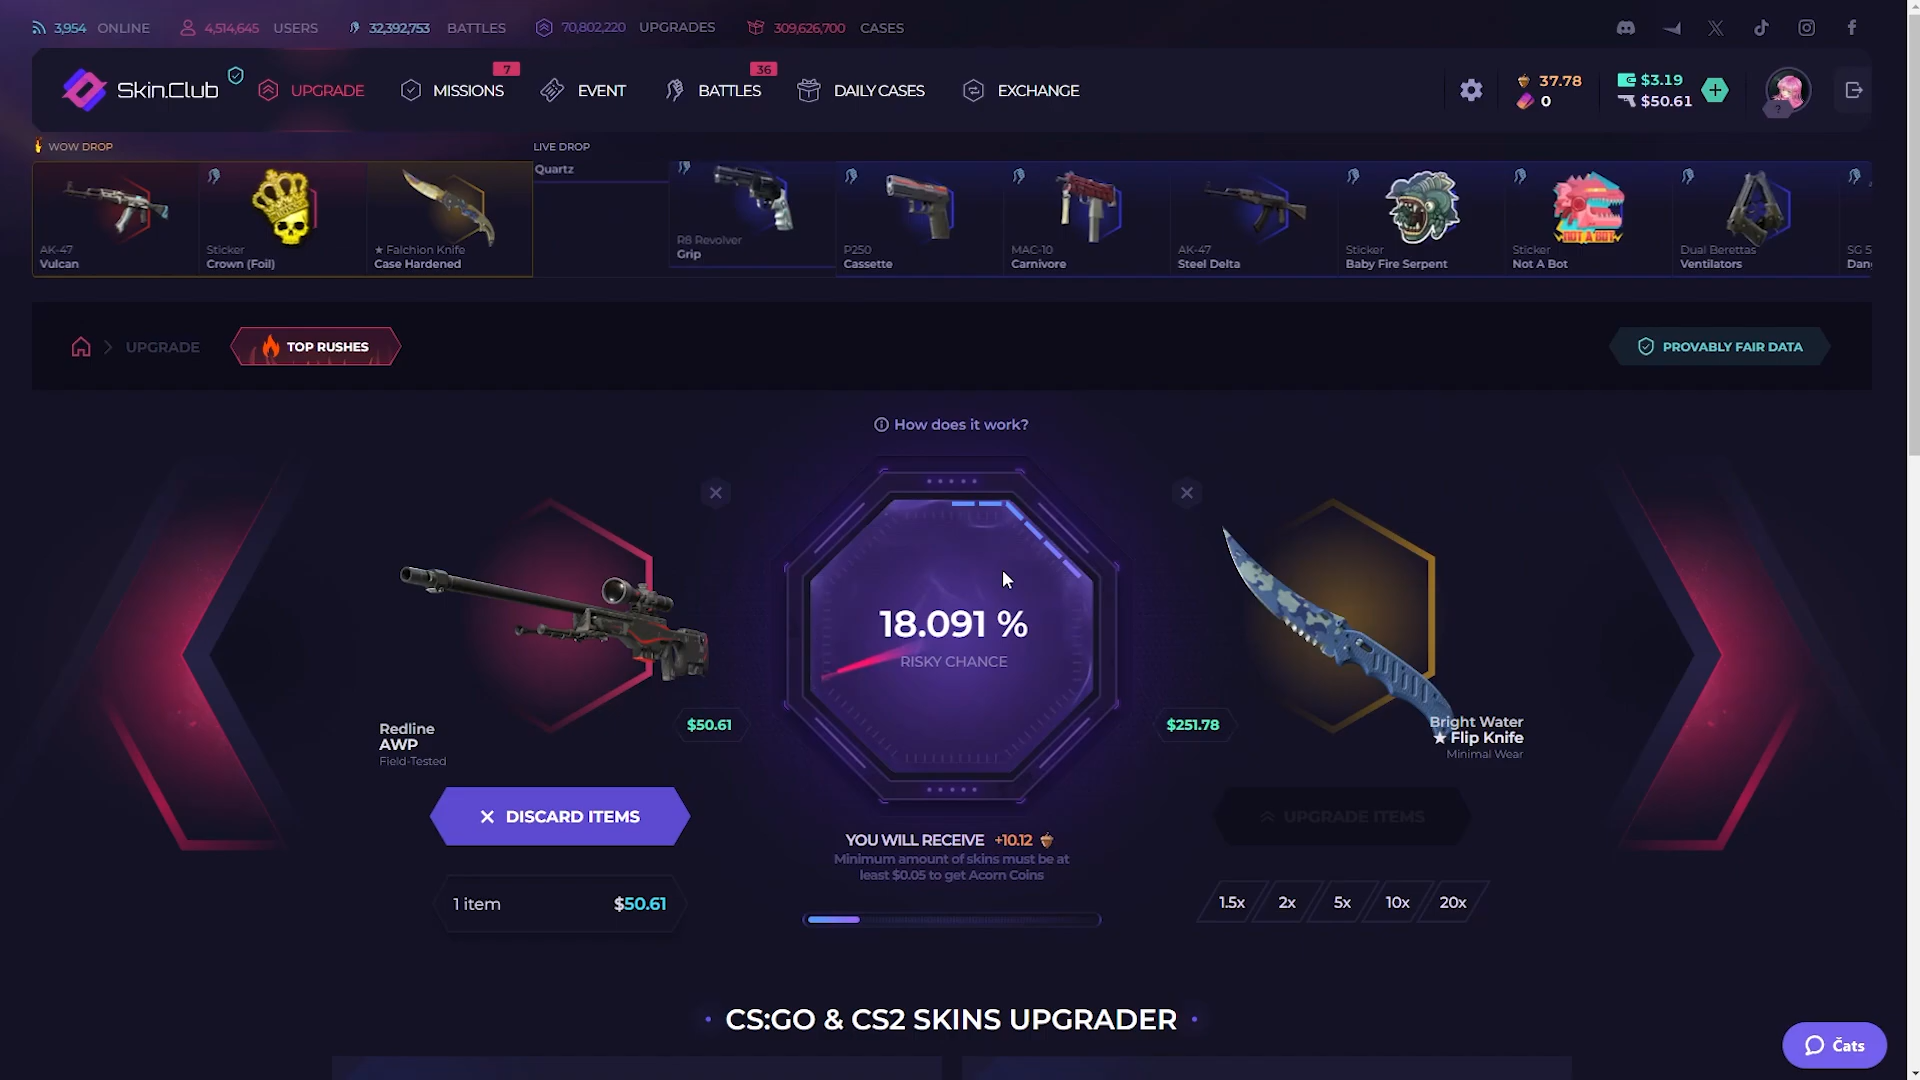 3,954 ONLINE
4,514,645 USERS
32,392,753 BATTLES
70,802,220 UPGRADES
309,626,700 CASES
Skin.Club
UPGRADE
MISSIONS
7
EVENT
BATTLES
36
DAILY CASES
EXCHANGE
37.78
0
$3.19
$50.61
WOW DROP
LIVE DROP
AK-47
Vulcan
Sticker
Crown (Foil)
★ Falchion Knife
Case Hardened
Quartz
R8 Revolver
Grip
P250
Cassette
MAC-10
Carnivore
AK-47
Steel Delta
Sticker
Baby Fire Serpent
NOT A BOT
Sticker
Not A Bot
Dual Berettas
Ventilators
SG 5
Dan
UPGRADE
TOP RUSHES
PROVABLY FAIR DATA
How does it work?
18.091 %
RISKY CHANCE
Redline
AWP
Field-Tested
$50.61
$251.78
Bright Water
★ Flip Knife
Minimal Wear
DISCARD ITEMS
UPGRADE ITEMS
YOU WILL RECEIVE +10.12
Minimum amount of skins must be at
least $0.05 to get Acorn Coins
1 item $50.61
1.5x 2x 5x 10x 20x
CS:GO & CS2 SKINS UPGRADER
Čats